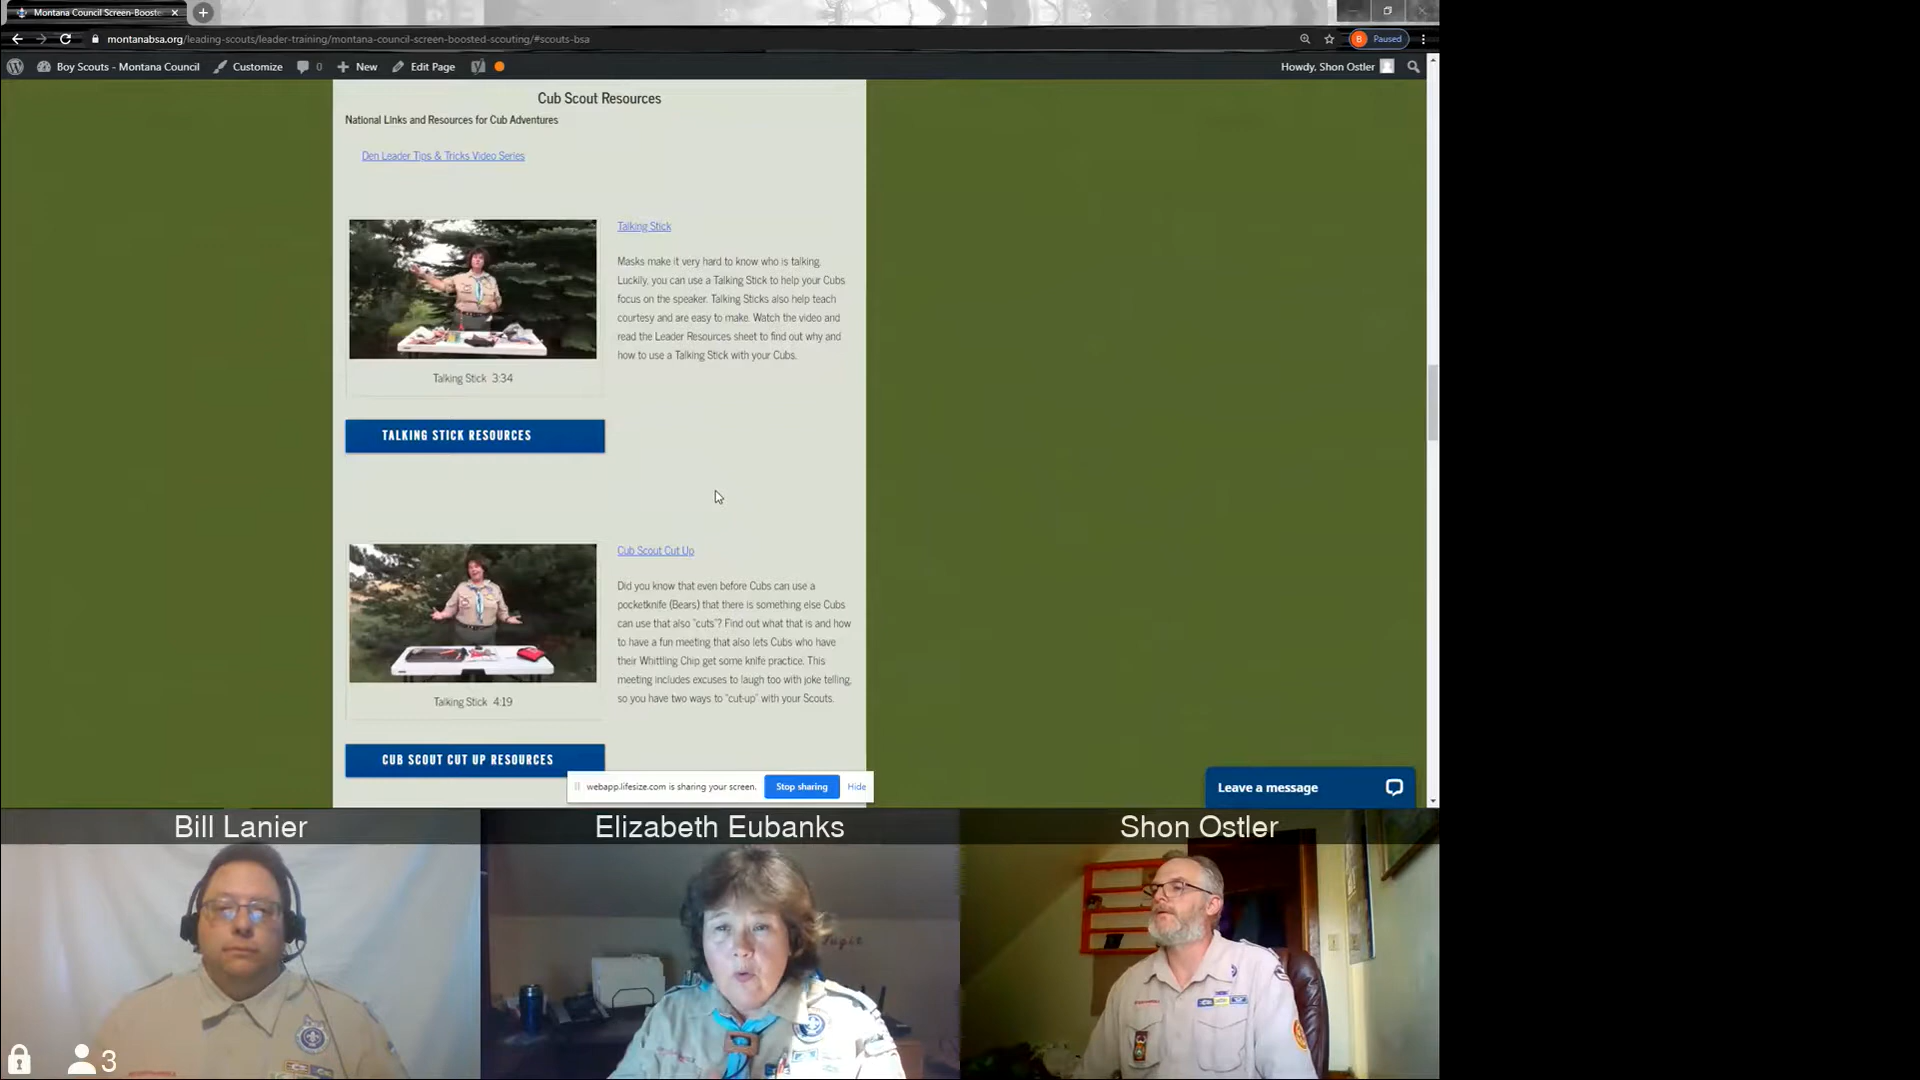 Montana Council Screen-Booste
montanabsa.org/leading-scouts/leader-training/montana-council-screen-boosted-scouting/#scouts-bsa
B Paused
Boy Scouts - Montana Council
Customize
0
New
Edit Page
Howdy, Shon Ostler
Cub Scout Resources
National Links and Resources for Cub Adventures
Den Leader Tips & Tricks Video Series
Talking Stick
Masks make it very hard to know who is talking.
Luckily, you can use a Talking Stick to help your Cubs
focus on the speaker. Talking Sticks also help teach
courtesy and are easy to make. Watch the video and
read the Leader Resources sheet to find out why and
how to use a Talking Stick with your Cubs.
Talking Stick 3:34
TALKING STICK RESOURCES
Cub Scout Cut Up
Did you know that even before Cubs can use a
pocketknife (Bears) that there is something else Cubs
can use that also "cuts"? Find out what that is and how
to have a fun meeting that also lets Cubs who have
their Whittling Chip get some knife practice. This
meeting includes excuses to laugh too with joke telling,
so you have two ways to "cut-up" with your Scouts.
Talking Stick 4:19
CUB SCOUT CUT UP RESOURCES
webapp.lifesize.com is sharing your screen.
Stop sharing
Hide
Leave a message
Bill Lanier
Elizabeth Eubanks
Shon Ostler
3